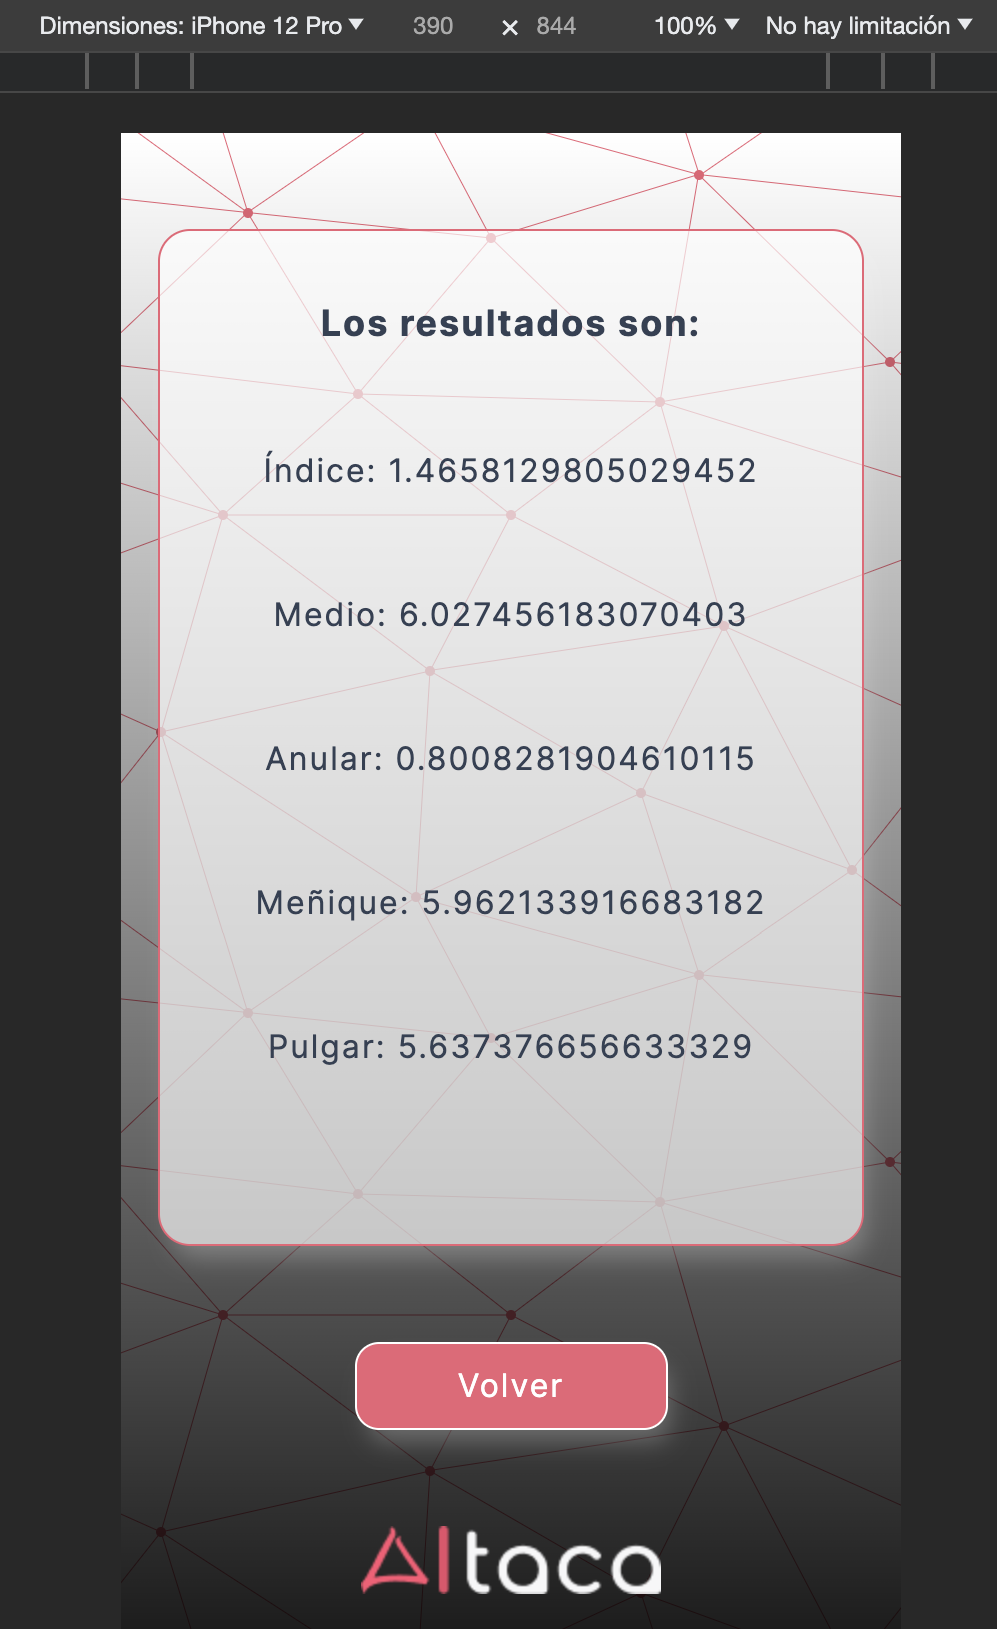 Dimensiones: iPhone 12 Pro 390 × 844 100% No hay limitación
Los resultados son:
Índice: 1.4658129805029452
Medio: 6.027456183070403
Anular: 0.8008281904610115
Meñique: 5.962133916683182
Pulgar: 5.637376656633329
Volver
AItaca